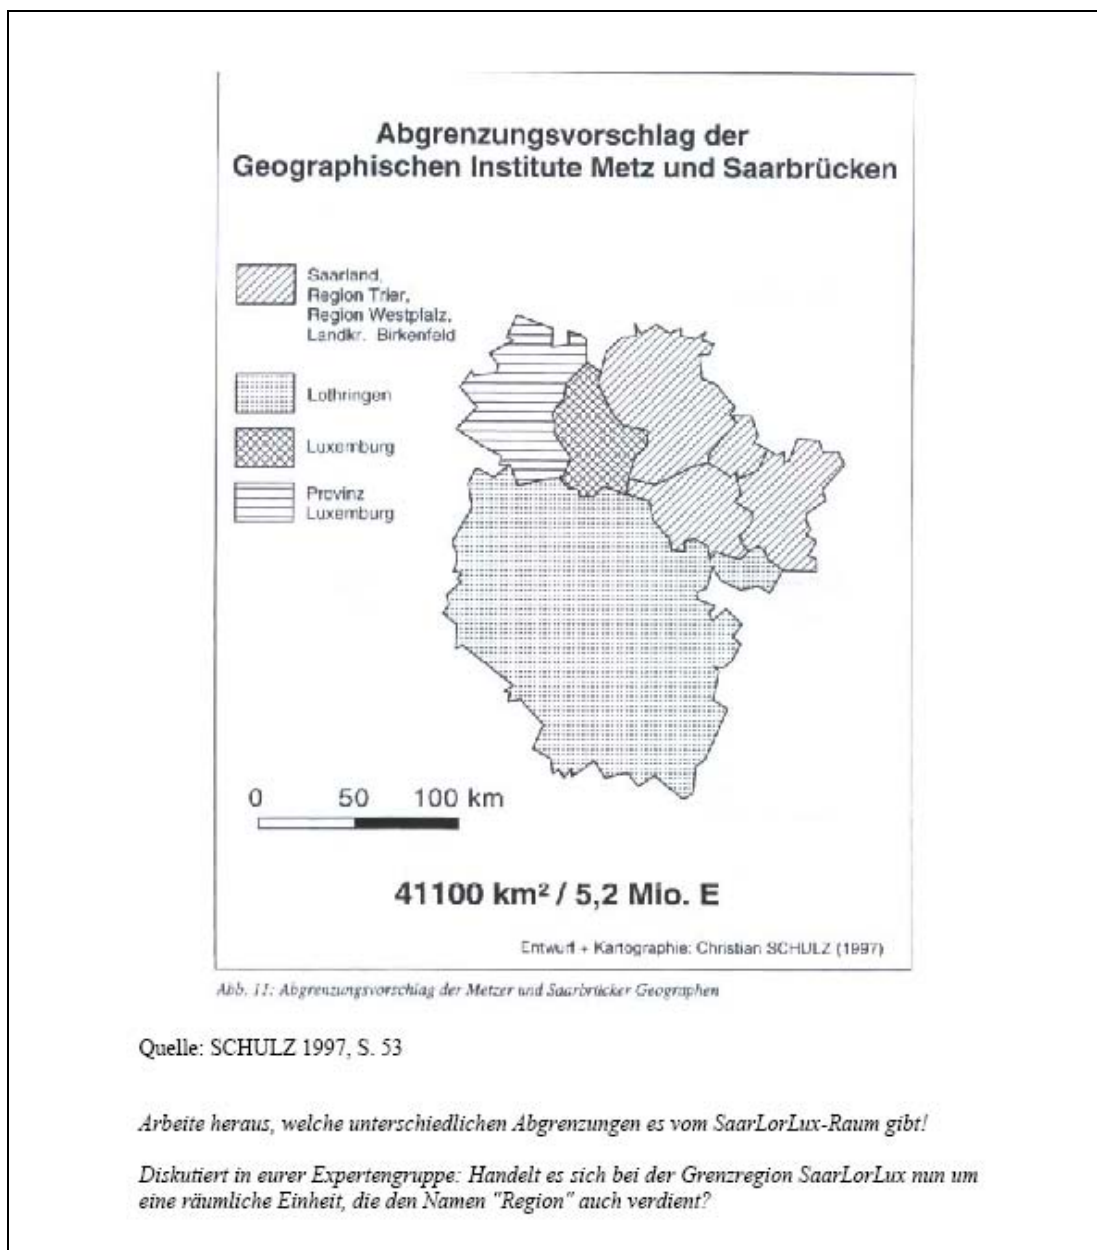 Abgrenzungsvorschlag der
Geographischen Institute Metz und Saarbrücken
Saarland,
Region Trier,
Region Westpfalz,
Landkr. Birkenfeld
Lothringen
Luxemburg
Provinz
Luxemburg
0 50 100 km
41100 km² / 5,2 Mio. E
Entwurf + Kartographie: Christian SCHULZ (1997)
Abb. 11: Abgrenzungsvorschlag der Metzer und Saarbrücker Geographen
Quelle: SCHULZ 1997, S. 53
Arbeite heraus, welche unterschiedlichen Abgrenzungen es vom SaarLorLux-Raum gibt!
Diskutiert in eurer Expertengruppe: Handelt es sich bei der Grenzregion SaarLorLux nun um
eine räumliche Einheit, die den Namen "Region" auch verdient?